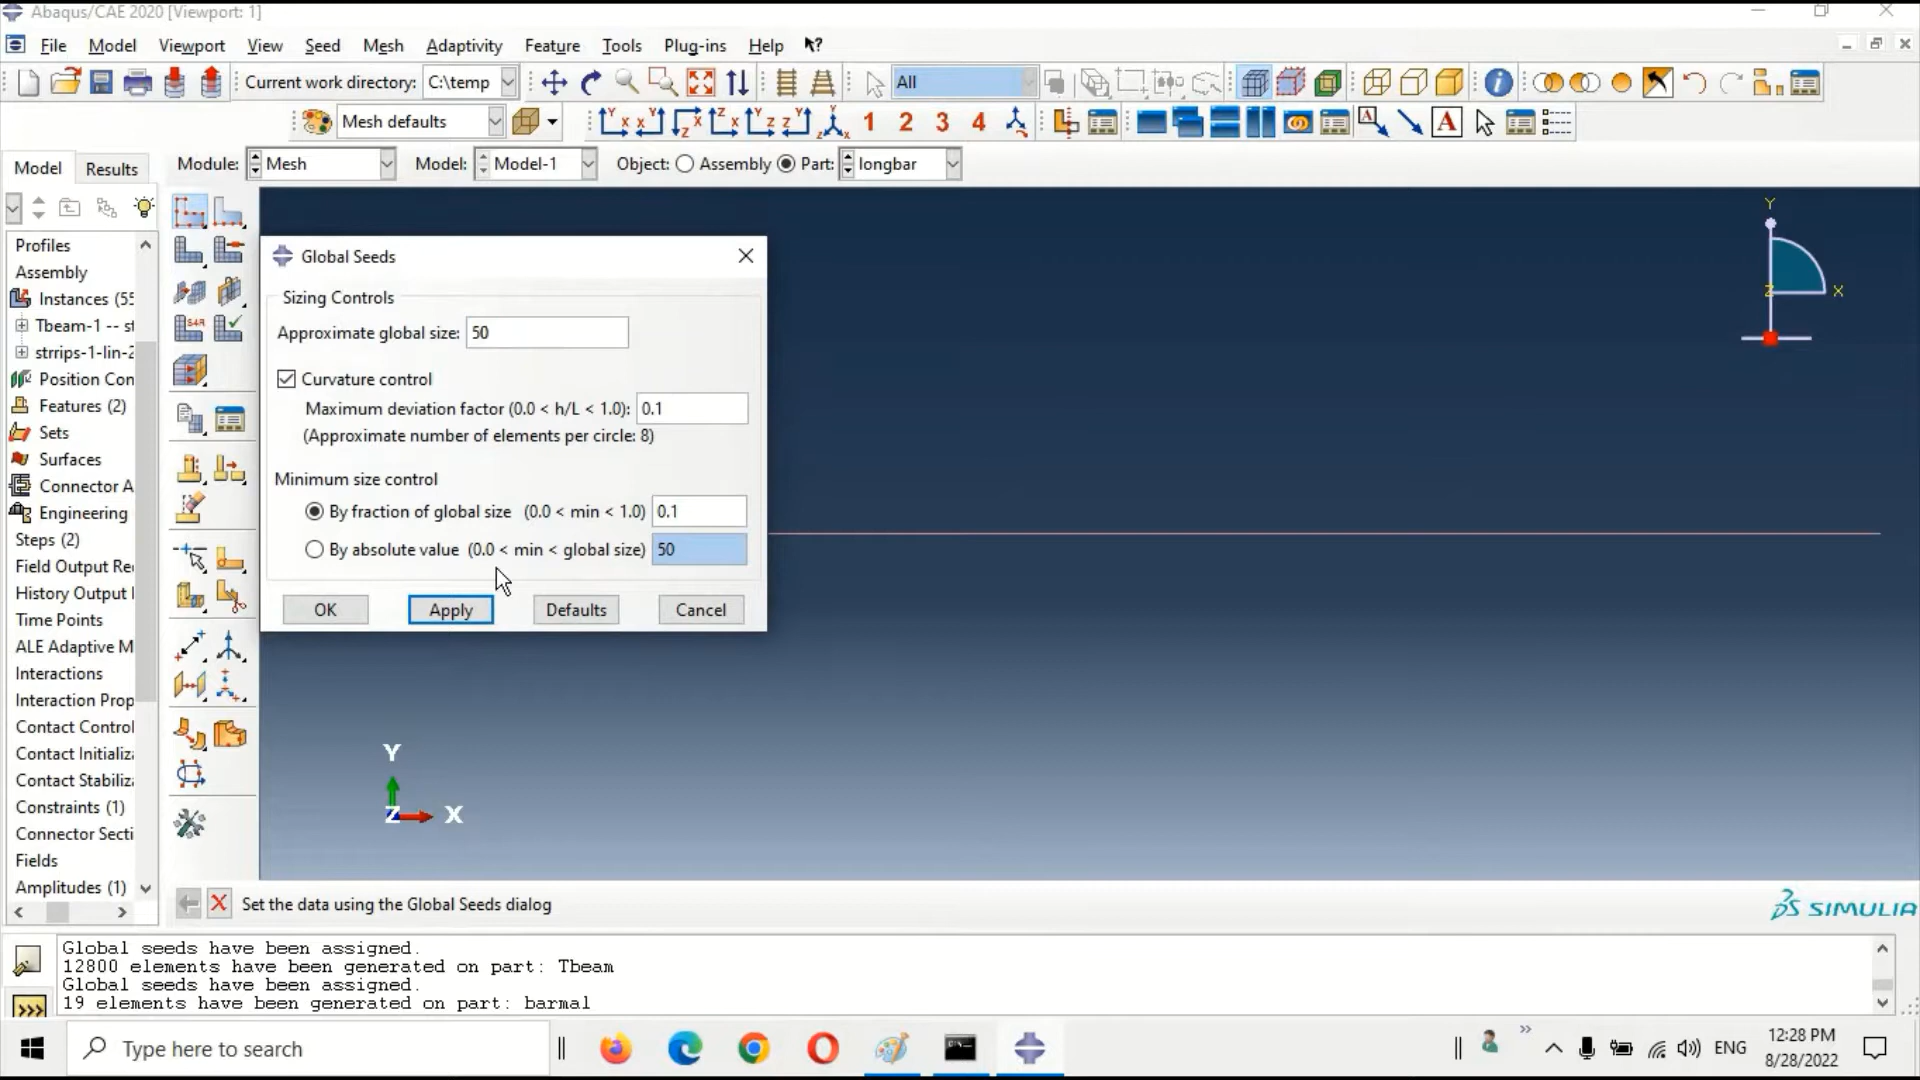 Abaqus/CAE 2020 [Viewport: 1]
File Model Viewport View Seed Mesh Adaptivity Feature Tools Plug-ins Help
Current work directory: C:\temp All
Mesh defaults 1 2 3 4 A
Model Results Module: Mesh Model: Model-1 Object: Assembly Part: longbar
Profiles
Assembly
Instances (55
Tbeam-1 -- st
strrips-1-lin-2
Position Con
Features (2)
Sets
Surfaces
Connector A
Engineering
Steps (2)
Field Output Re
History Output I
Time Points
ALE Adaptive M
Interactions
Interaction Prop
Contact Control
Contact Initializa
Contact Stabiliza
Constraints (1)
Connector Secti
Fields
Amplitudes (1)
Global Seeds
Sizing Controls
Approximate global size: 50
Curvature control
Maximum deviation factor (0.0 < h/L < 1.0): 0.1
(Approximate number of elements per circle: 8)
Minimum size control
By fraction of global size (0.0 < min < 1.0) 0.1
By absolute value (0.0 < min < global size) 50
OK Apply Defaults Cancel
Y
Z X
Y
Z X
Set the data using the Global Seeds dialog
SIMULIA
Global seeds have been assigned.
12800 elements have been generated on part: Tbeam
Global seeds have been assigned.
19 elements have been generated on part: barmal
Type here to search
ENG
12:28 PM
8/28/2022